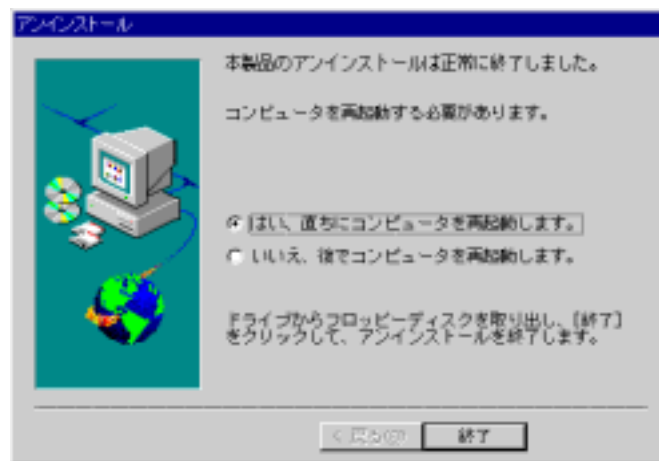 アンインストール
本製品のアンインストールは正常に終了しました。
コンピュータを再起動する必要があります。
はい、直ちにコンピュータを再起動します。
いいえ、後でコンピュータを再起動します。
ドライブからフロッピーディスクを取り出し、[終了]
をクリックして、アンインストールを終了します。
< 戻る(B)
終了